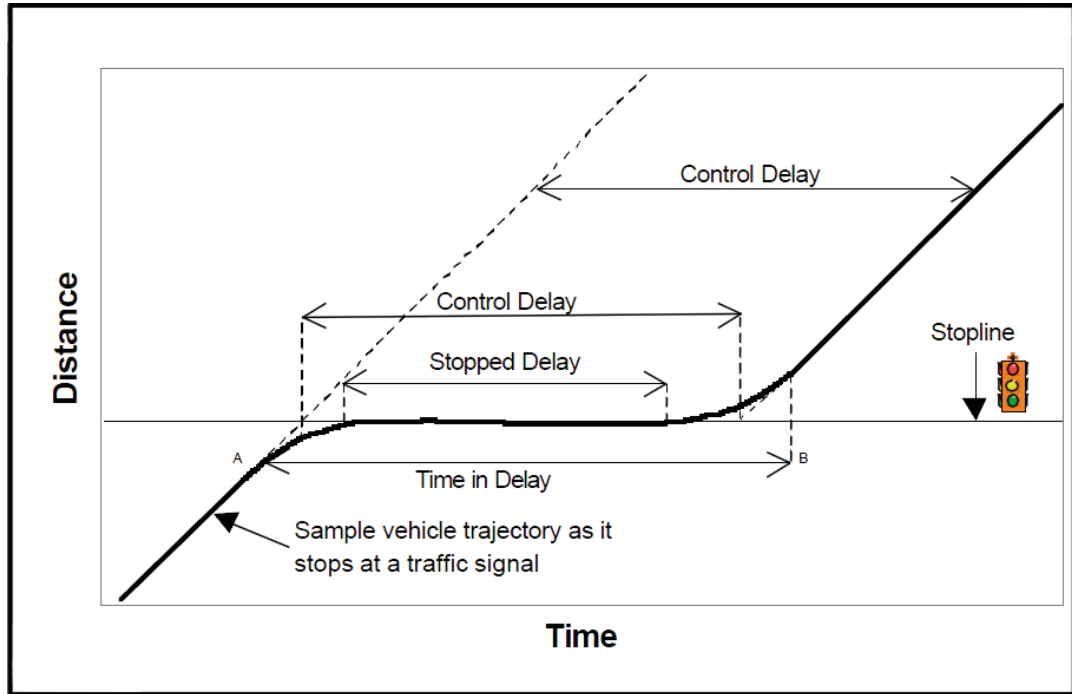 Control Delay
Control Delay
Stopline
Stopped Delay
Distance
A
B
Time in Delay
Sample vehicle trajectory as it
stops at a traffic signal
Time